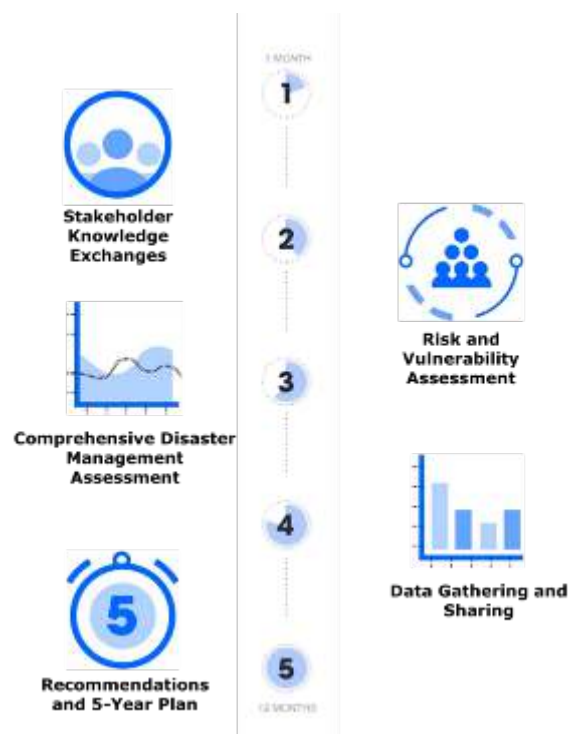 1 MONTH
1
Stakeholder
Knowledge
Exchanges
2
Risk and
Vulnerability
Assessment
3
Comprehensive Disaster
Management
Assessment
4
Data Gathering and
Sharing
5
Recommendations
and 5-Year Plan
5
12 MONTHS